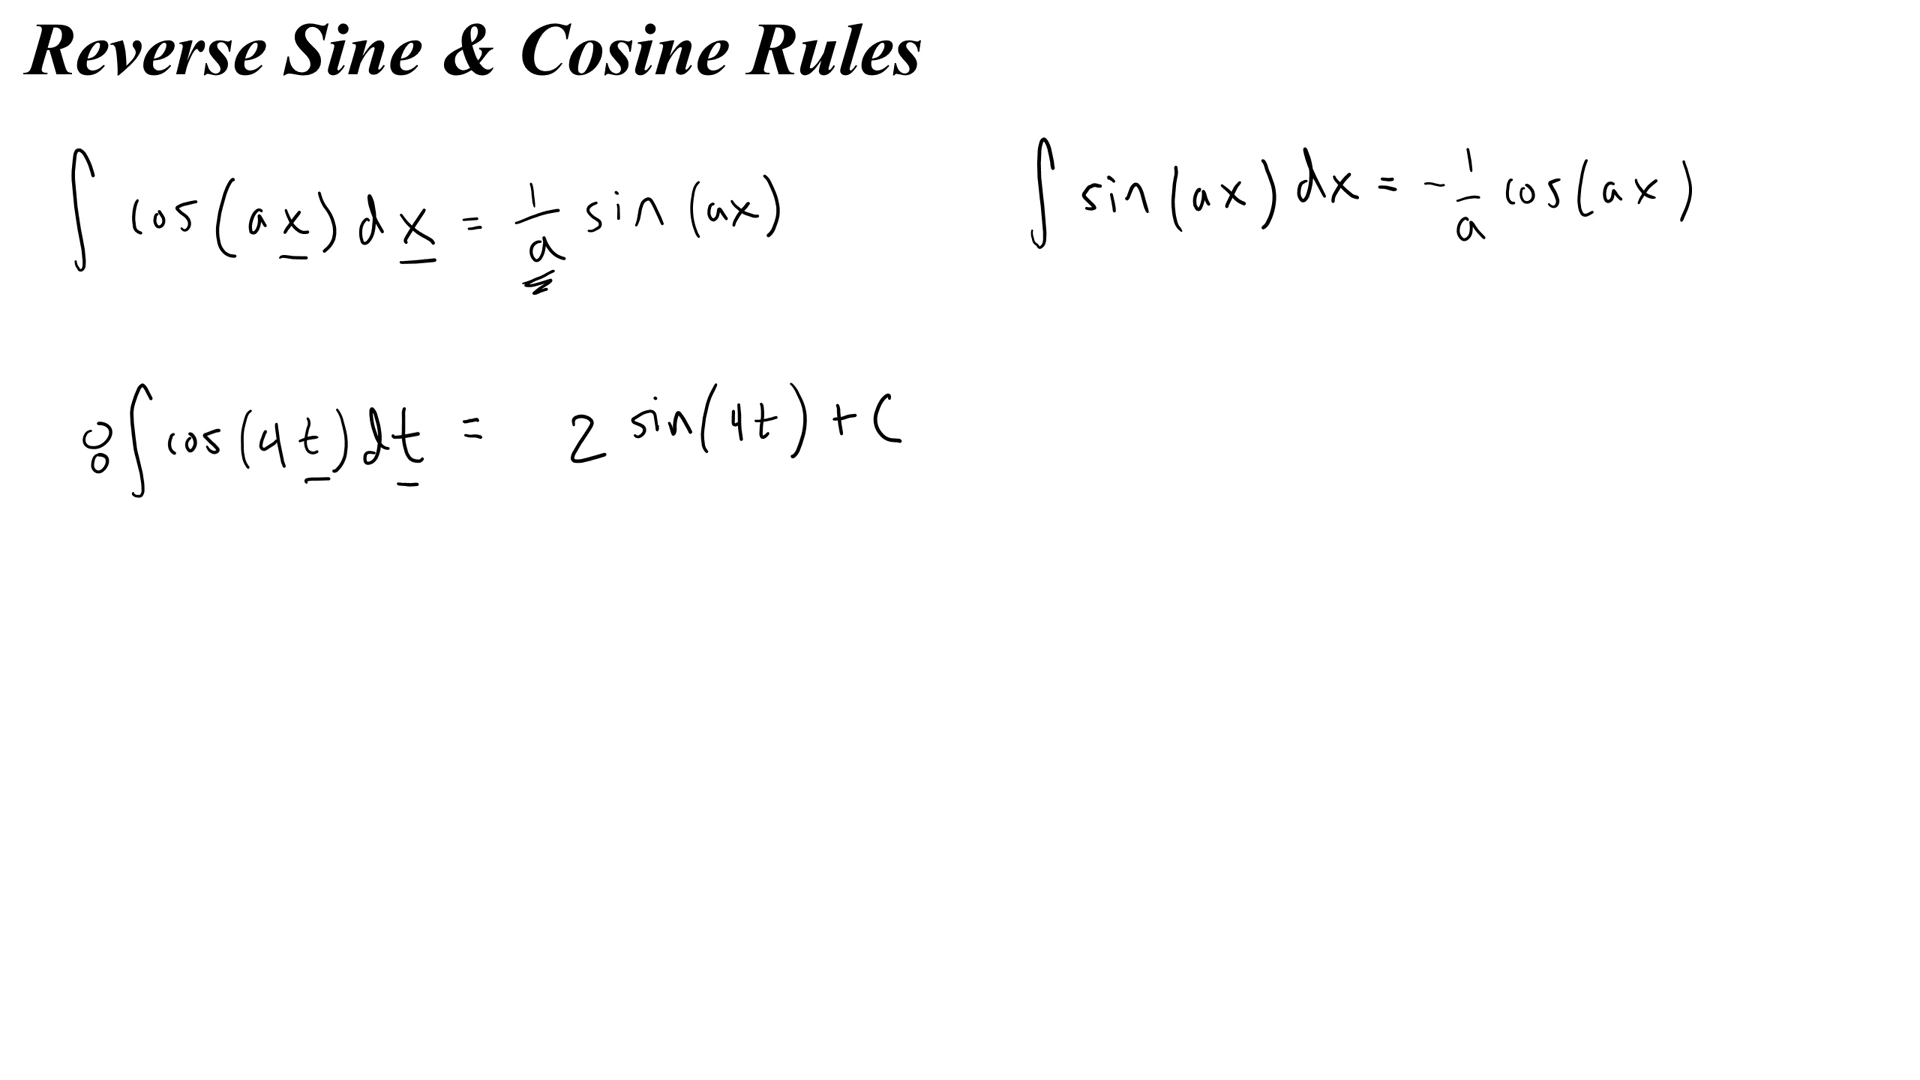 Reverse Sine & Cosine Rules
∫ cos(ax) dx = 1/a sin(ax)
∫ sin(ax) dx = - 1/a cos(ax)
8∫cos(4t)dt = 2 sin(4t) + C